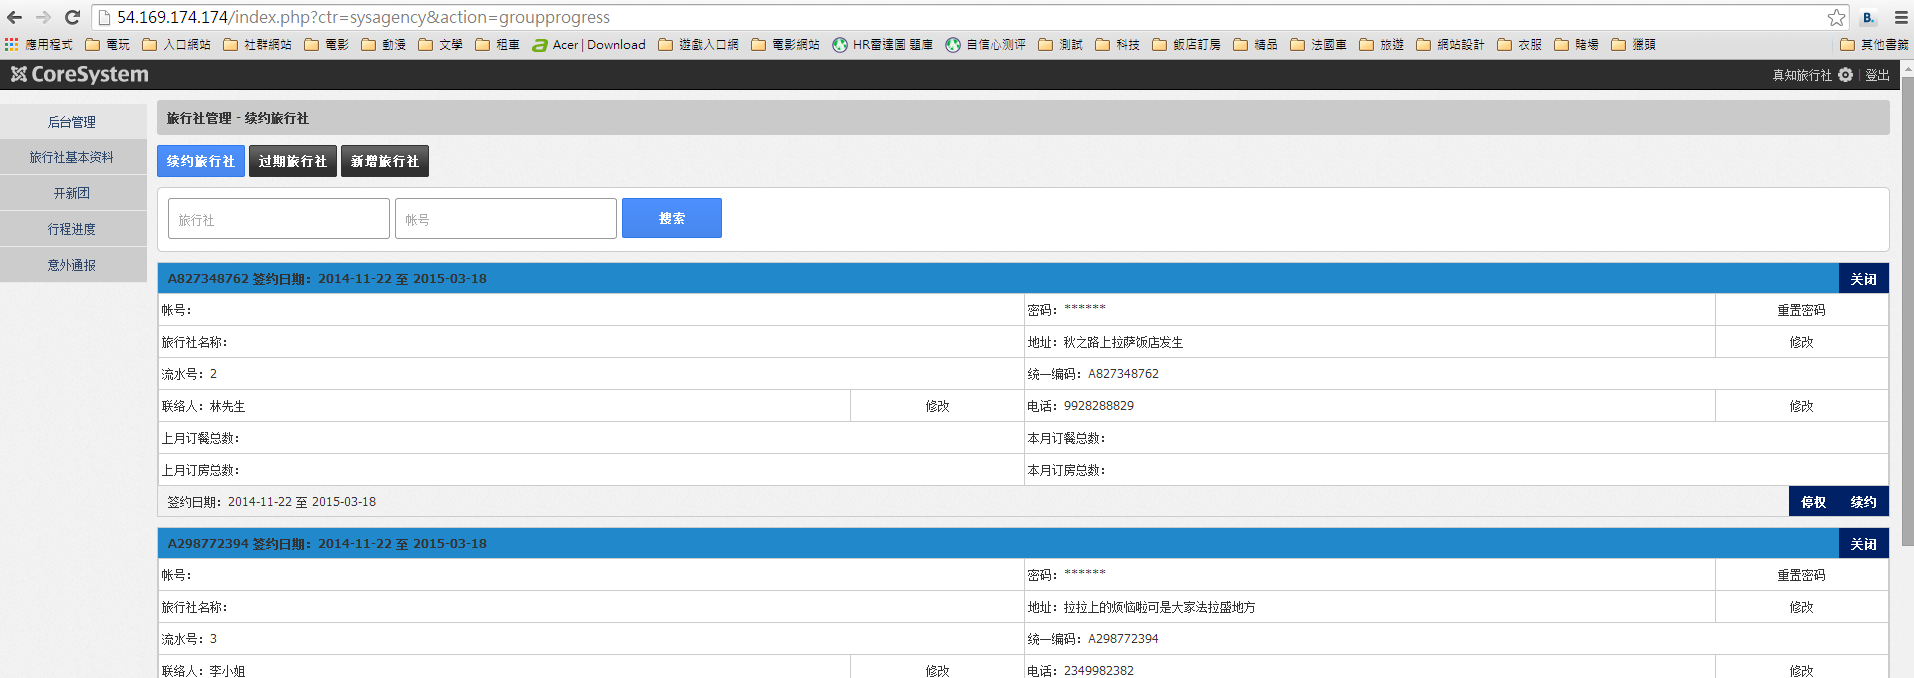 54.169.174.174/index.php?ctr=sysagency&action=groupprogress
應用程式 電玩 入口網站 社群網站 電影 動漫 文學 租車 Acer | Download 遊戲入口網 電影網站 HR雷達圖 題庫 自信心测评 測試 科技 飯店訂房 精品 法國車 旅遊 網站設計 衣服 賭場 獵頭 其他書籤
CoreSystem 真知旅行社 登出
后台管理
旅行社基本资料
开新团
行程进度
意外通报
旅行社管理 - 续约旅行社
续约旅行社 过期旅行社 新增旅行社
旅行社 帐号 搜索
A827348762 签约日期：2014-11-22 至 2015-03-18 关闭
帐号： 密码：****** 重置密码
旅行社名称： 地址：秋之路上拉萨饭店发生 修改
流水号：2 统一编码：A827348762
联络人：林先生 修改 电话：9928288829 修改
上月订餐总数： 本月订餐总数：
上月订房总数： 本月订房总数：
签约日期：2014-11-22 至 2015-03-18 停权 续约
A298772394 签约日期：2014-11-22 至 2015-03-18 关闭
帐号： 密码：****** 重置密码
旅行社名称： 地址：拉拉上的烦恼啦可是大家法拉盛地方 修改
流水号：3 统一编码：A298772394
联络人：李小姐 修改 电话：2349982382 修改